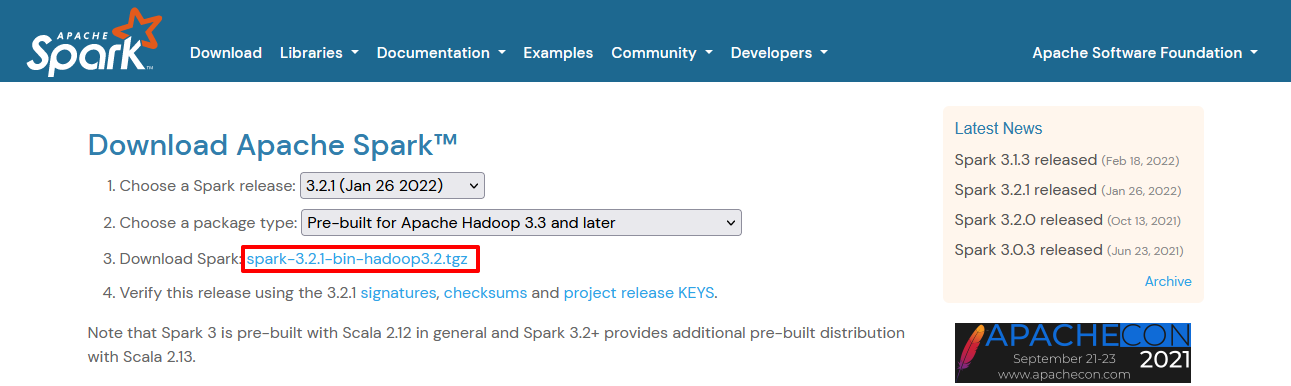 APACHE
Spark™
Download Libraries Documentation Examples Community Developers Apache Software Foundation
Download Apache Spark™
1. Choose a Spark release: 3.2.1 (Jan 26 2022)
2. Choose a package type: Pre-built for Apache Hadoop 3.3 and later
3. Download Spark: spark-3.2.1-bin-hadoop3.2.tgz
4. Verify this release using the 3.2.1 signatures, checksums and project release KEYS.
Note that Spark 3 is pre-built with Scala 2.12 in general and Spark 3.2+ provides additional pre-built distribution
with Scala 2.13.
Latest News
Spark 3.1.3 released (Feb 18, 2022)
Spark 3.2.1 released (Jan 26, 2022)
Spark 3.2.0 released (Oct 13, 2021)
Spark 3.0.3 released (Jun 23, 2021)
Archive
APACHECON
September 21-23 2021
www.apachecon.com